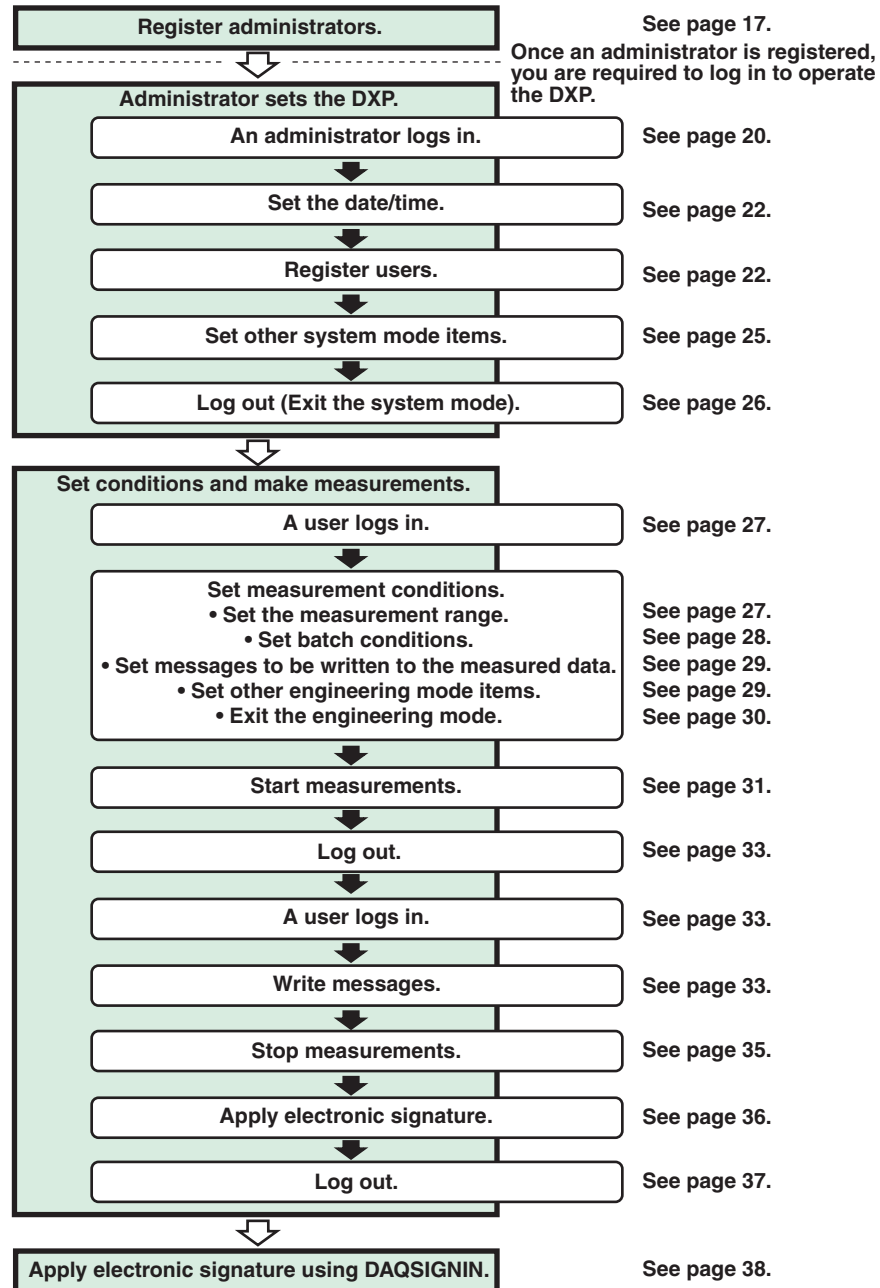 Register administrators.
See page 17.
Once an administrator is registered,
you are required to log in to operate
the DXP.
Administrator sets the DXP.
An administrator logs in.
See page 20.
Set the date/time.
See page 22.
Register users.
See page 22.
Set other system mode items.
See page 25.
Log out (Exit the system mode).
See page 26.
Set conditions and make measurements.
A user logs in.
See page 27.
Set measurement conditions.
• Set the measurement range.
See page 27.
• Set batch conditions.
See page 28.
• Set messages to be written to the measured data.
See page 29.
• Set other engineering mode items.
See page 29.
• Exit the engineering mode.
See page 30.
Start measurements.
See page 31.
Log out.
See page 33.
A user logs in.
See page 33.
Write messages.
See page 33.
Stop measurements.
See page 35.
Apply electronic signature.
See page 36.
Log out.
See page 37.
Apply electronic signature using DAQSIGNIN.
See page 38.